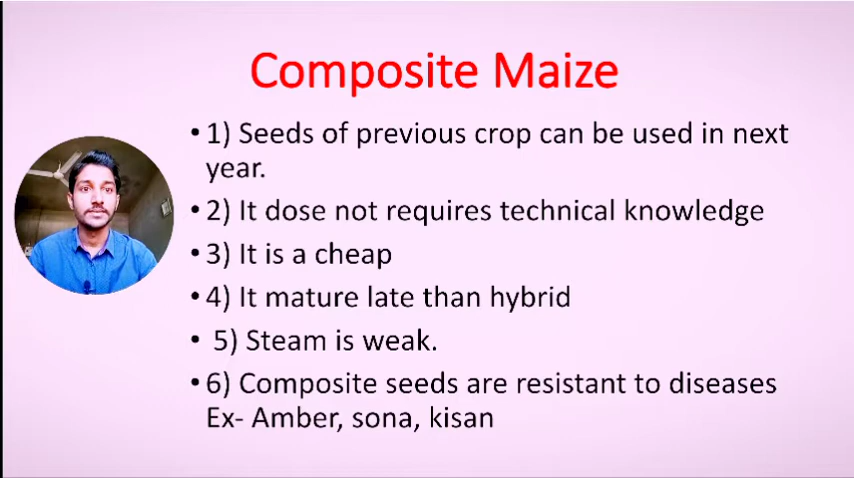 Composite Maize
• 1) Seeds of previous crop can be used in next
year.
• 2) It dose not requires technical knowledge
• 3) It is a cheap
• 4) It mature late than hybrid
• 5) Steam is weak.
• 6) Composite seeds are resistant to diseases
Ex- Amber, sona, kisan